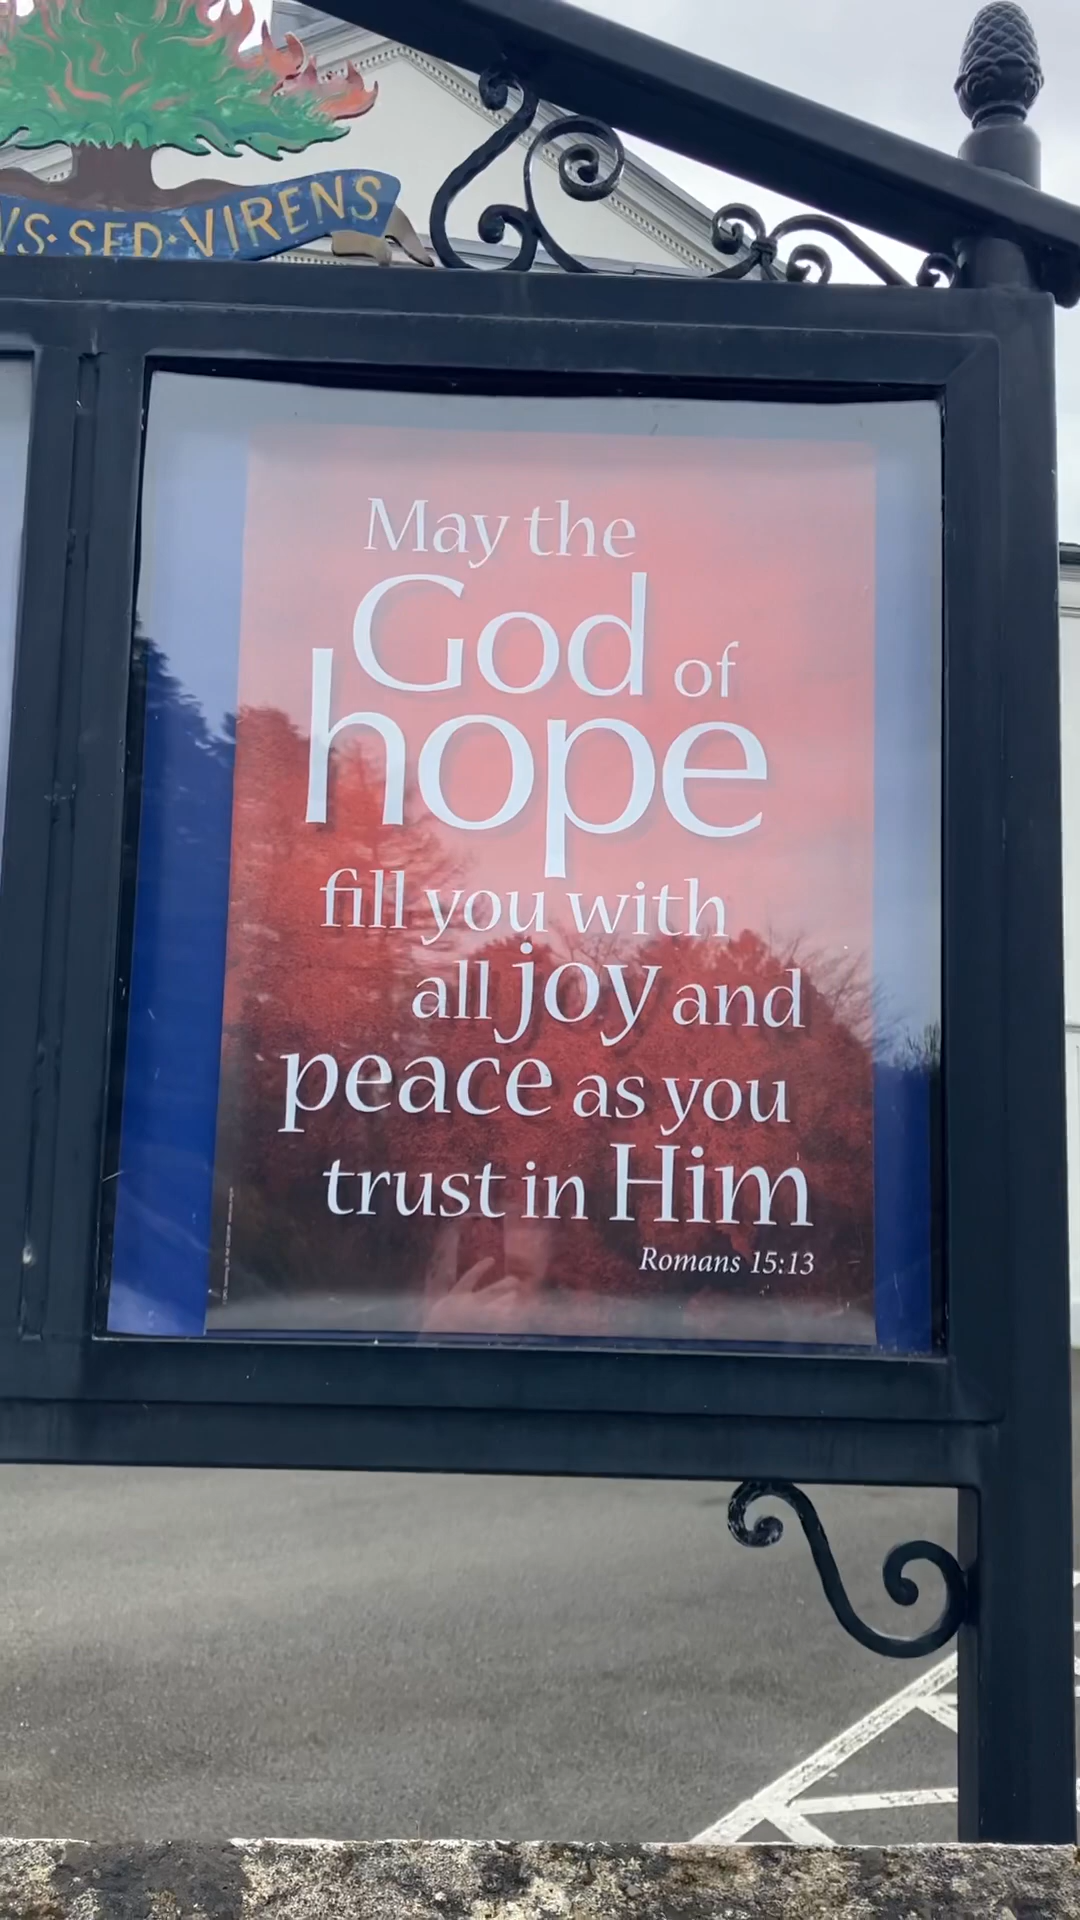 SED·VIRENS
May the
God of
hope
fill you with
all joy and
peace as you
trust in Him
Romans 15:13